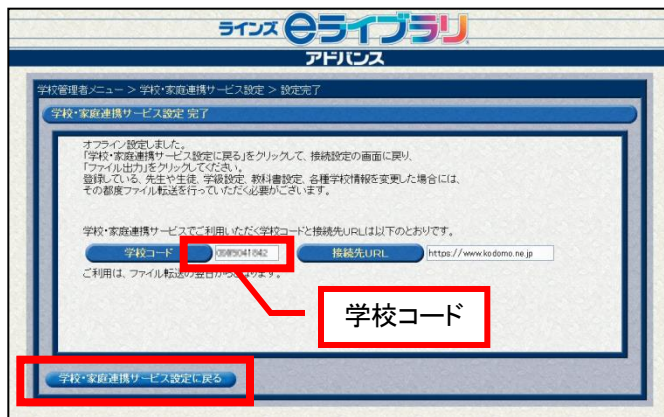 ラインズ eライブラリ
アドバンス
学校管理者メニュー > 学校・家庭連携サービス設定 > 設定完了
学校・家庭連携サービス設定 完了
オフライン設定しました。
「学校・家庭連携サービス設定に戻る」をクリックして、接続設定の画面に戻り、
「ファイル出力」をクリックしてください。
登録している、先生や生徒、学級設定、教科書設定、各種学校情報を変更した場合には、
その都度ファイル転送を行っていただく必要がございます。
学校・家庭連携サービスでご利用いただく学校コードと接続先URLは以下のとおりです。
学校コード 接続先URL https://www.kodomo.ne.jp
ご利用は、ファイル転送の翌日からとなります。
学校コード
学校・家庭連携サービス設定に戻る